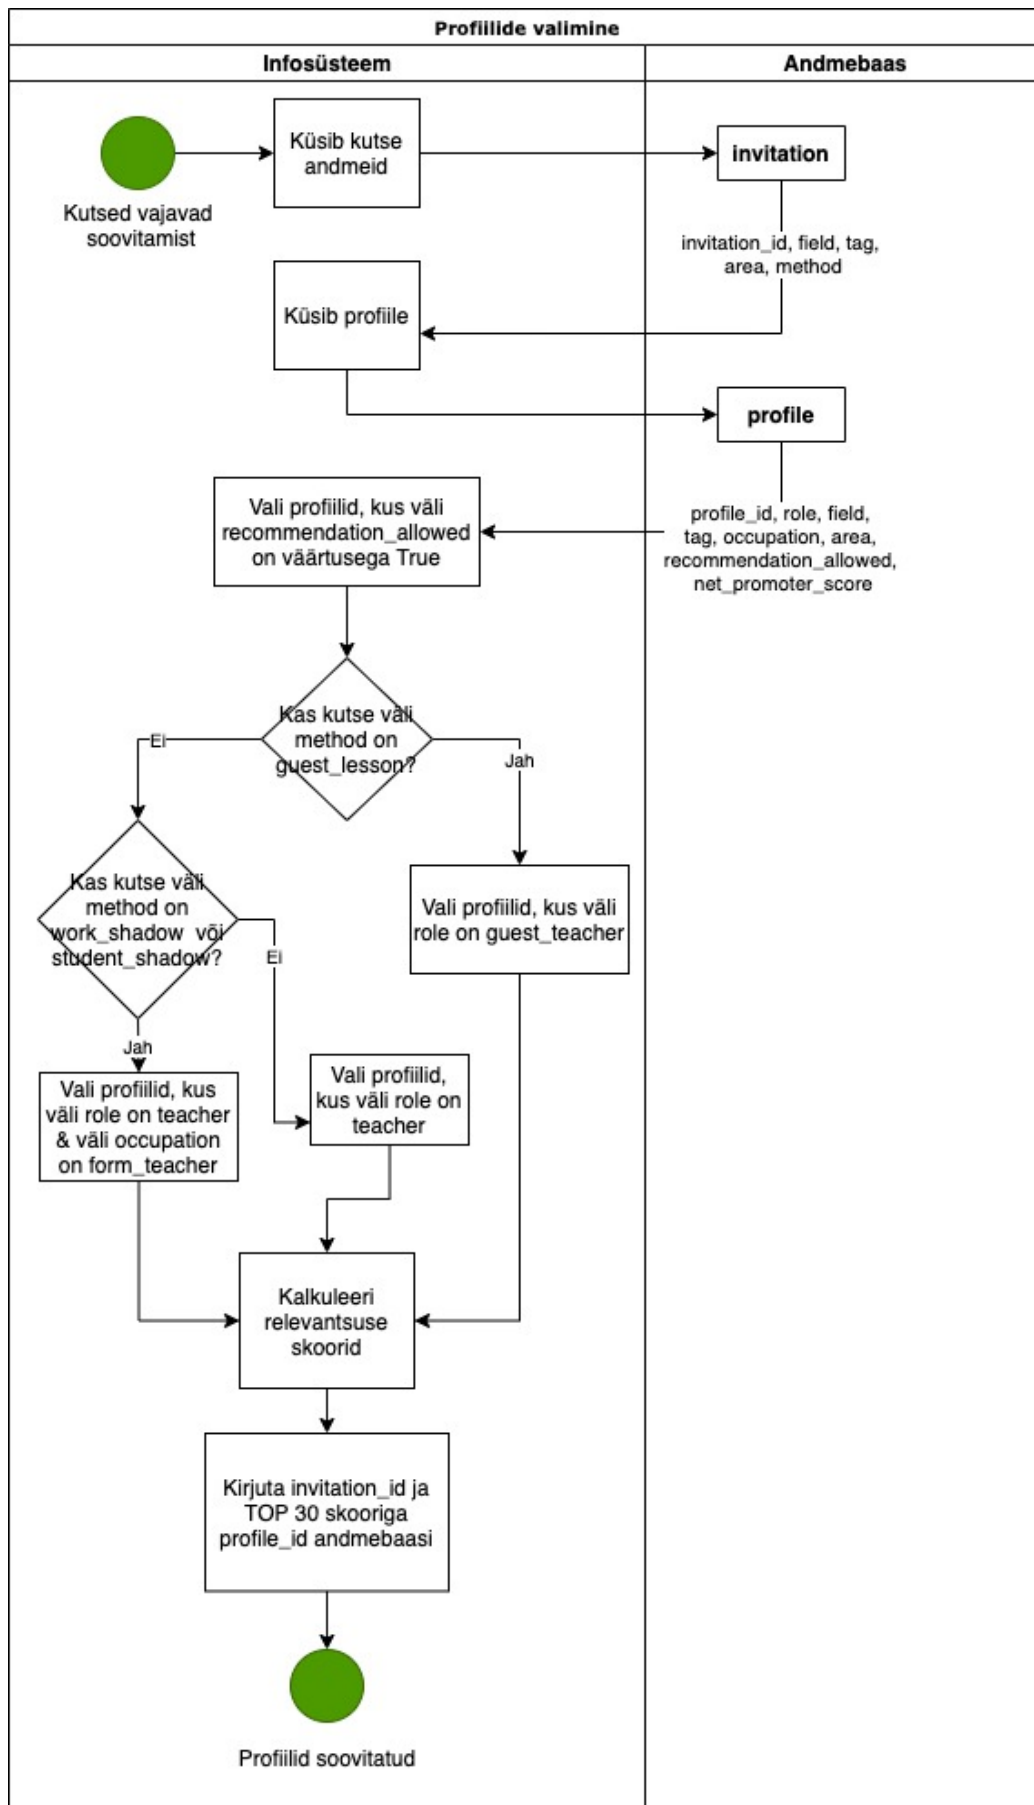 Profiilide valimine
Infosüsteem
Andmebaas
Küsib kutse
andmeid
invitation
Kutsed vajavad
soovitamist
invitation_id, field, tag,
area, method
Küsib profiile
profile
Vali profiilid, kus väli
recommendation_allowed
on väärtusega True
profile_id, role, field,
tag, occupation, area,
recommendation_allowed,
net_promoter_score
Kas kutse väli
method on
guest_lesson?
Ei
Jah
Kas kutse väli
method on
work_shadow või
student_shadow?
Vali profiilid, kus väli
role on guest_teacher
Ei
Jah
Vali profiilid, kus
väli role on teacher
& väli occupation
on form_teacher
Vali profiilid,
kus väli role on
teacher
Kalkuleeri
relevantsuse
skoorid
Kirjuta invitation_id ja
TOP 30 skooriga
profile_id andmebaasi
Profiilid soovitatud